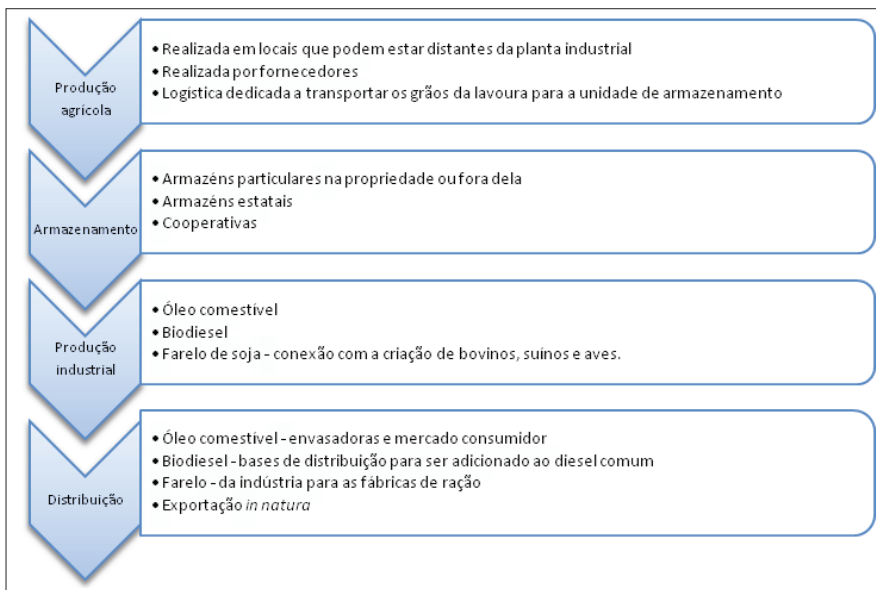 Produção
agrícola
• Realizada em locais que podem estar distantes da planta industrial
• Realizada por fornecedores
• Logística dedicada a transportar os grãos da lavoura para a unidade de armazenamento
Armazenamento
• Armazéns particulares na propriedade ou fora dela
• Armazéns estatais
• Cooperativas
Produção
industrial
• Óleo comestível
• Biodiesel
• Farelo de soja - conexão com a criação de bovinos, suínos e aves.
Distribuição
• Óleo comestível - envasadoras e mercado consumidor
• Biodiesel - bases de distribuição para ser adicionado ao diesel comum
• Farelo - da indústria para as fábricas de ração
• Exportação in natura